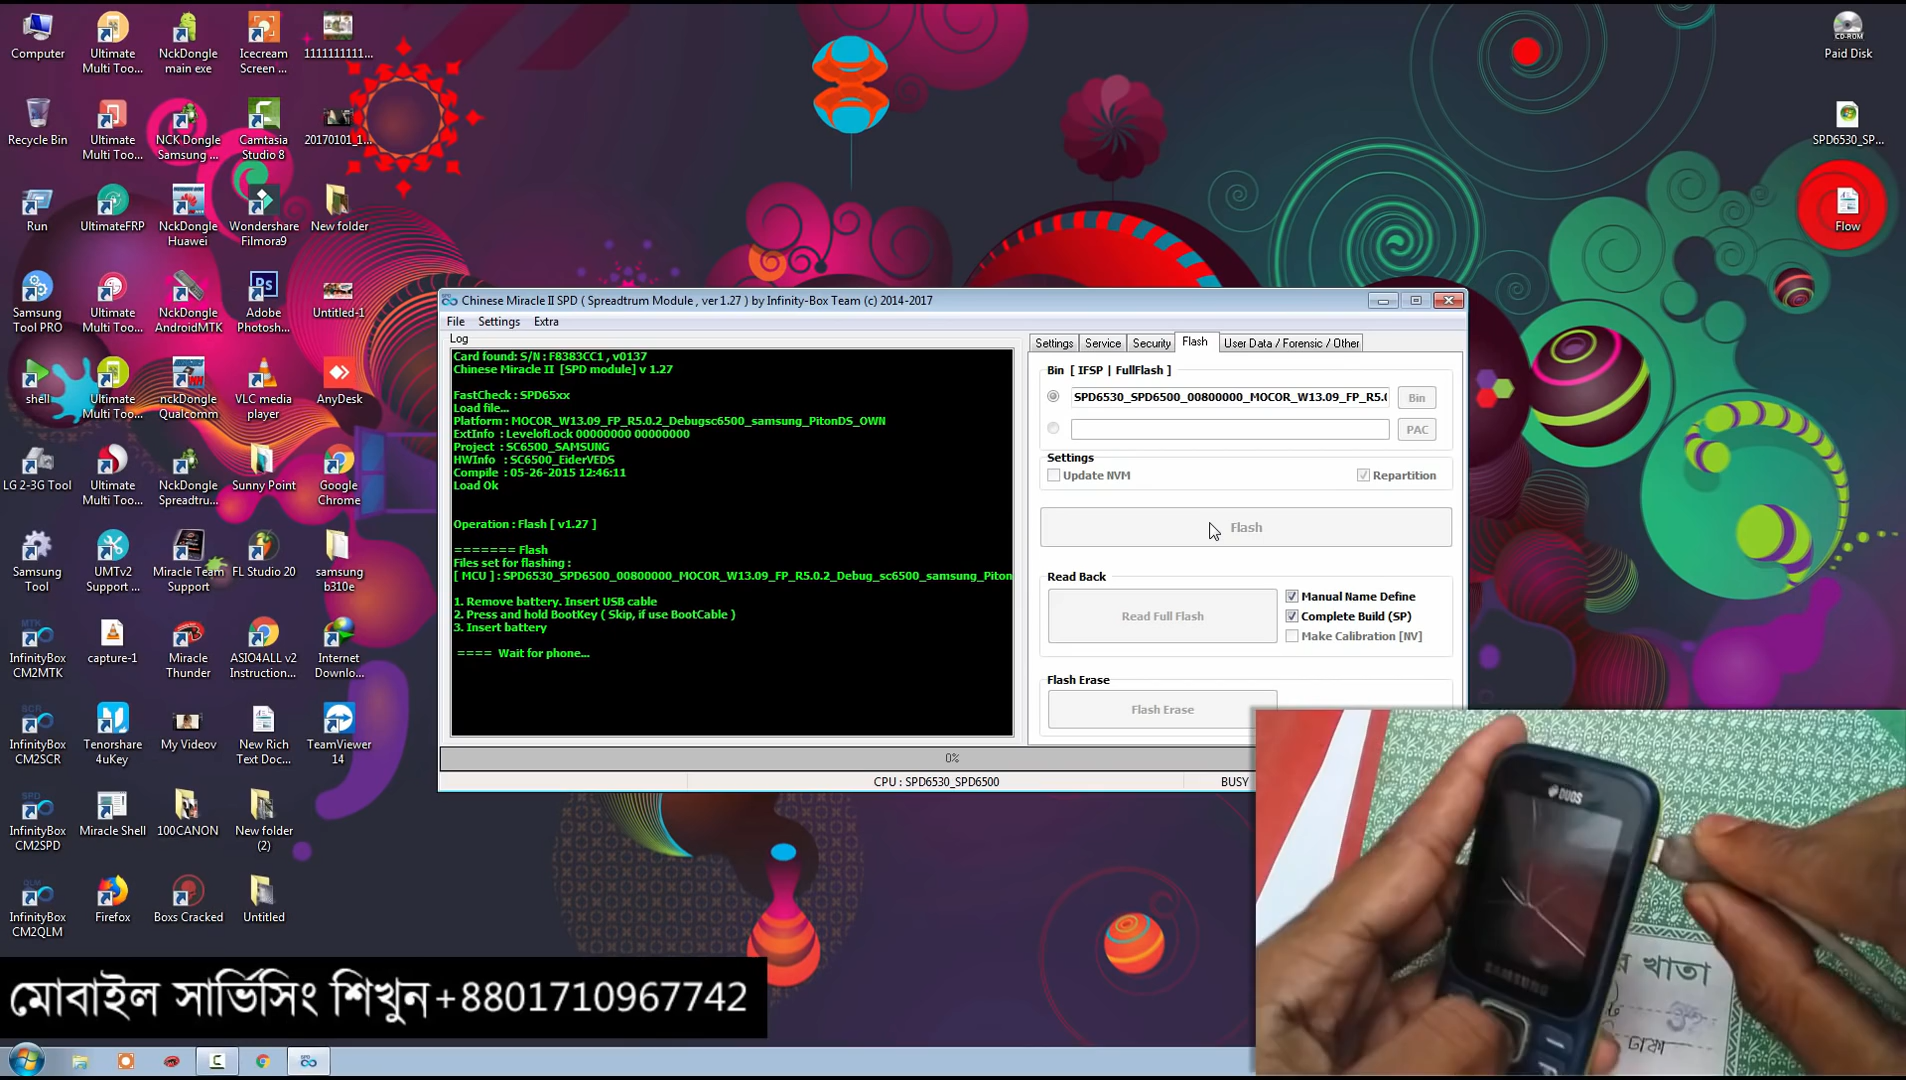 Computer
Ultimate Multi Too...
NckDongle main exe
Icecream Screen ...
1111111111...
Recycle Bin
Ultimate Multi Too...
NCK Dongle Samsung ...
Camtasia Studio 8
20170101_1...
Run
UltimateFRP
NckDongle Huawei
Wondershare Filmora9
New folder
Samsung Tool PRO
Ultimate Multi Too...
NckDongle AndroidMTK
Adobe Photosh...
Untitled-1
shell
Ultimate Multi Too...
nckDongle Qualcomm
VLC media player
AnyDesk
LG 2-3G Tool
Ultimate Multi Too...
NckDongle Spreadtru...
Sunny Point
Google Chrome
Samsung Tool
UMTv2 Support ...
Miracle Team Support
FL Studio 20
samsung b310e
InfinityBox CM2MTK
capture-1
Miracle Thunder
ASIO4ALL v2 Instruction...
Internet Downlo...
InfinityBox CM2SCR
Tenorshare 4uKey
My Videov
New Rich Text Doc...
TeamViewer 14
InfinityBox CM2SPD
Miracle Shell
100CANON
New folder (2)
InfinityBox CM2QLM
Firefox
Boxs Cracked
Untitled
CD-ROM
Paid Disk
SPD6530_SP...
Flow
Chinese Miracle II SPD ( Spreadtrum Module , ver 1.27 ) by Infinity-Box Team (c) 2014-2017
File Settings Extra
Log
Card found: S/N : F8383CC1 , v0137
Chinese Miracle II [SPD module] v 1.27
FastCheck : SPD65xx
Load file...
Platform : MOCOR_W13.09_FP_R5.0.2_Debugsc6500_samsung_PitonDS_OWN
ExtInfo : LevelofLock 00000000 00000000
Project : SC6500_SAMSUNG
HWInfo : SC6500_EiderVEDS
Compile : 05-26-2015 12:46:11
Load Ok
Operation : Flash [ v1.27 ]
======= Flash
Files set for flashing :
[ MCU ] : SPD6530_SPD6500_00800000_MOCOR_W13.09_FP_R5.0.2_Debug_sc6500_samsung_Piton
1. Remove battery. Insert USB cable
2. Press and hold BootKey ( Skip, if use BootCable )
3. Insert battery
==== Wait for phone...
Settings Service Security Flash User Data / Forensic / Other
Bin [ IFSP | FullFlash ]
SPD6530_SPD6500_00800000_MOCOR_W13.09_FP_R5.0 Bin
PAC
Settings
Update NVM Repartition
Flash
Read Back
Read Full Flash
Manual Name Define
Complete Build (SP)
Make Calibration [NV]
Flash Erase
Flash Erase
0%
CPU : SPD6530_SPD6500 BUSY
DUOS
SAMSUNG
র খাতা
ঢাকা
মোবাইল সার্ভিসিং শিখুন+8801710967742